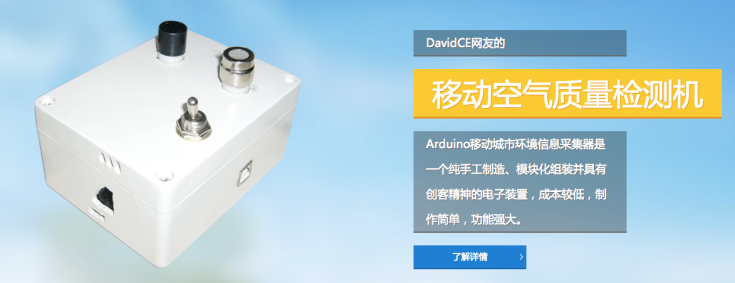 DavidCE网友的
移动空气质量检测机
Arduino移动城市环境信息采集器是
一个纯手工制造、模块化组装并具有
创客精神的电子装置，成本较低，制
作简单，功能强大。
了解详情